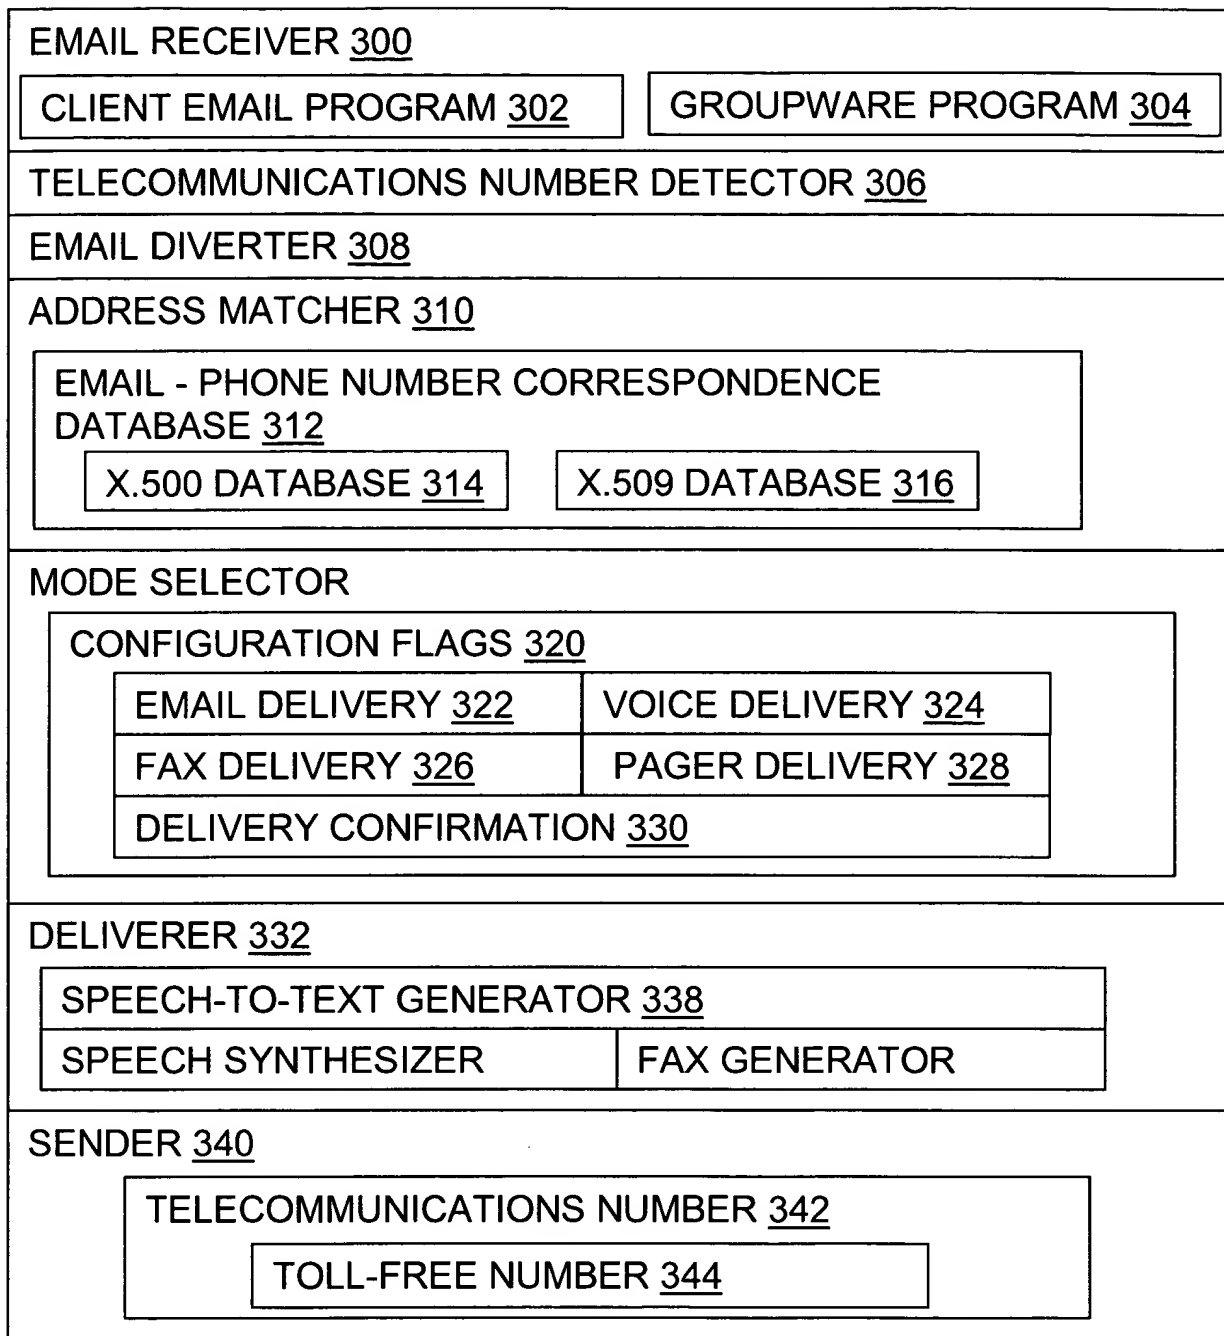 EMAIL RECEIVER 300
CLIENT EMAIL PROGRAM 302
GROUPWARE PROGRAM 304
TELECOMMUNICATIONS NUMBER DETECTOR 306
EMAIL DIVERTER 308
ADDRESS MATCHER 310
EMAIL - PHONE NUMBER CORRESPONDENCE
DATABASE 312
X.500 DATABASE 314
X.509 DATABASE 316
MODE SELECTOR
CONFIGURATION FLAGS 320
EMAIL DELIVERY 322
VOICE DELIVERY 324
FAX DELIVERY 326
PAGER DELIVERY 328
DELIVERY CONFIRMATION 330
DELIVERER 332
SPEECH-TO-TEXT GENERATOR 338
SPEECH SYNTHESIZER
FAX GENERATOR
SENDER 340
TELECOMMUNICATIONS NUMBER 342
TOLL-FREE NUMBER 344